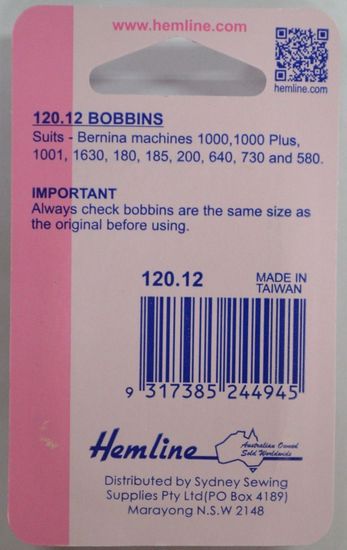 www.hemline.com
hemline.com
120.12 BOBBINS
Suits - Bernina machines 1000,1000 Plus,
1001, 1630, 180, 185, 200, 640, 730 and 580.
IMPORTANT
Always check bobbins are the same size as
the original before using.
120.12
MADE IN
TAIWAN
9 317385 244945
Hemline
Australian Owned
Sold Worldwide
Distributed by Sydney Sewing
Supplies Pty Ltd(PO Box 4189)
Marayong N.S.W 2148